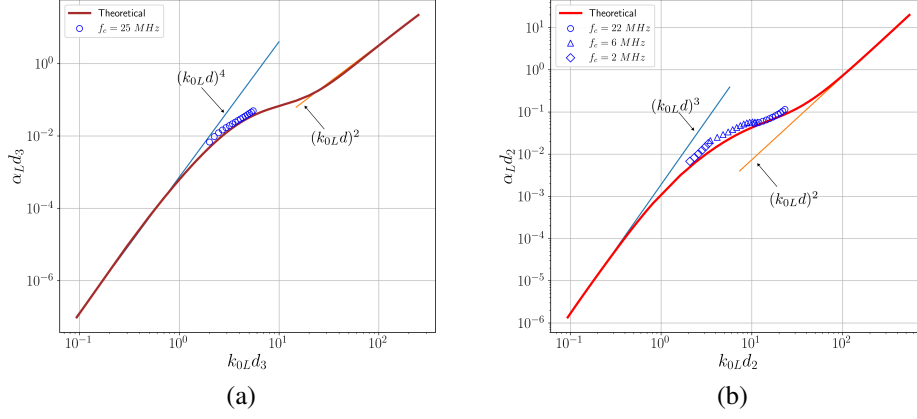 Theoretical
f_c = 25 MHz
(k_{0L}d)^4
(k_{0L}d)^2
10^0
10^{-2}
10^{-4}
10^{-6}
α_L d_3
10^{-1} 10^0 10^1 10^2
k_{0L}d_3
(a)
Theoretical
f_c = 22 MHz
f_c = 6 MHz
f_c = 2 MHz
(k_{0L}d)^3
(k_{0L}d)^2
10^1
10^0
10^{-1}
10^{-2}
10^{-3}
10^{-4}
10^{-5}
10^{-6}
α_L d_2
10^{-1} 10^0 10^1 10^2
k_{0L}d_2
(b)